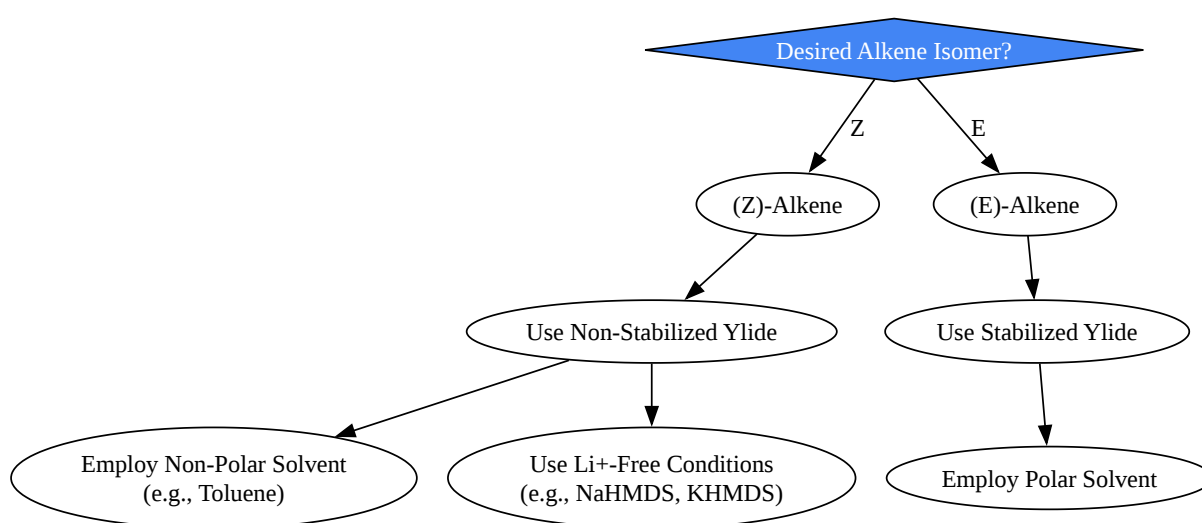 Desired Alkene Isomer?
Z
E
(Z)-Alkene
(E)-Alkene
Use Non-Stabilized Ylide
Use Stabilized Ylide
Employ Non-Polar Solvent
(e.g., Toluene)
Use Li+-Free Conditions
(e.g., NaHMDS, KHMDS)
Employ Polar Solvent